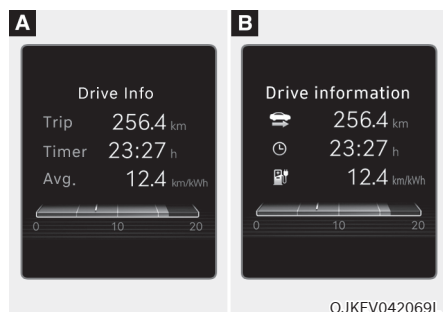 A
Drive Info
Trip 256.4 km
Timer 23:27 h
Avg. 12.4 km/kWh
0 10 20
B
Drive information
256.4 km
23:27 h
12.4 km/kWh
0 10 20
OJKEV042069L